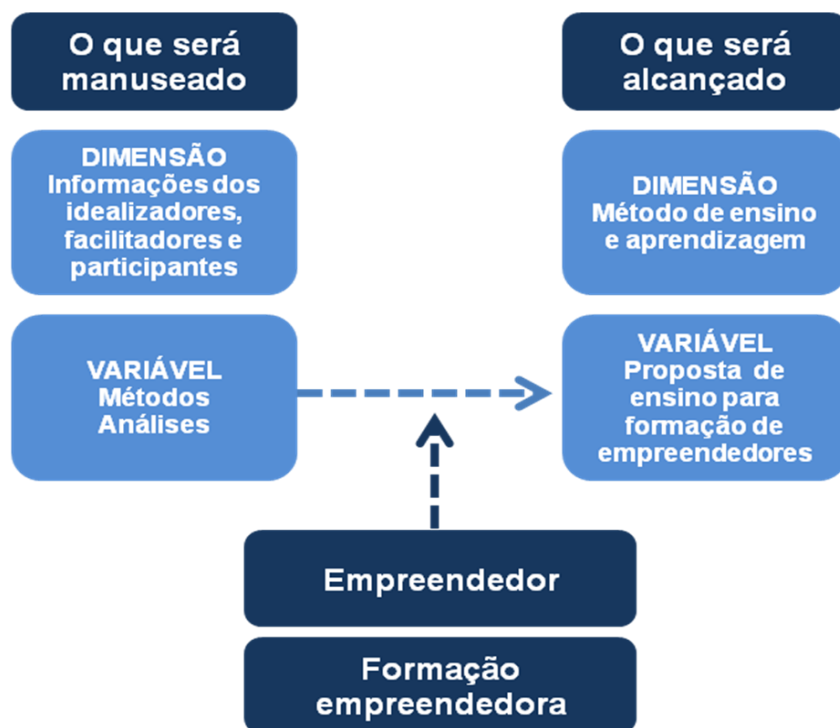 O que será
manuseado
DIMENSÃO
Informações dos
idealizadores,
facilitadores e
participantes
VARIÁVEL
Métodos
Análises
O que será
alcançado
DIMENSÃO
Método de ensino
e aprendizagem
VARIÁVEL
Proposta de
ensino para
formação de
empreendedores
Empreendedor
Formação
empreendedora